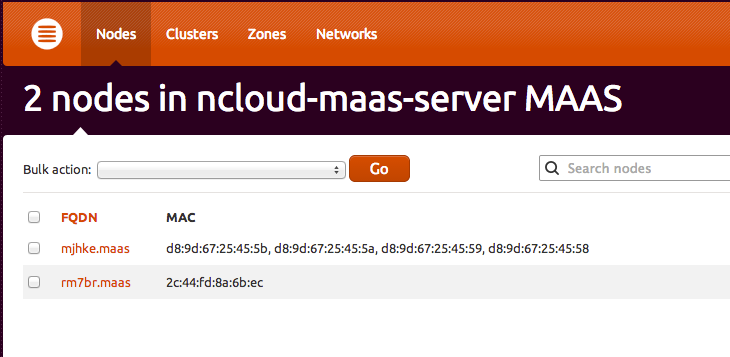 Nodes Clusters Zones Networks
2 nodes in ncloud-maas-server MAAS
Bulk action: Go Search nodes
FQDN MAC
mjhke.maas d8:9d:67:25:45:5b, d8:9d:67:25:45:5a, d8:9d:67:25:45:59, d8:9d:67:25:45:58
rm7br.maas 2c:44:fd:8a:6b:ec